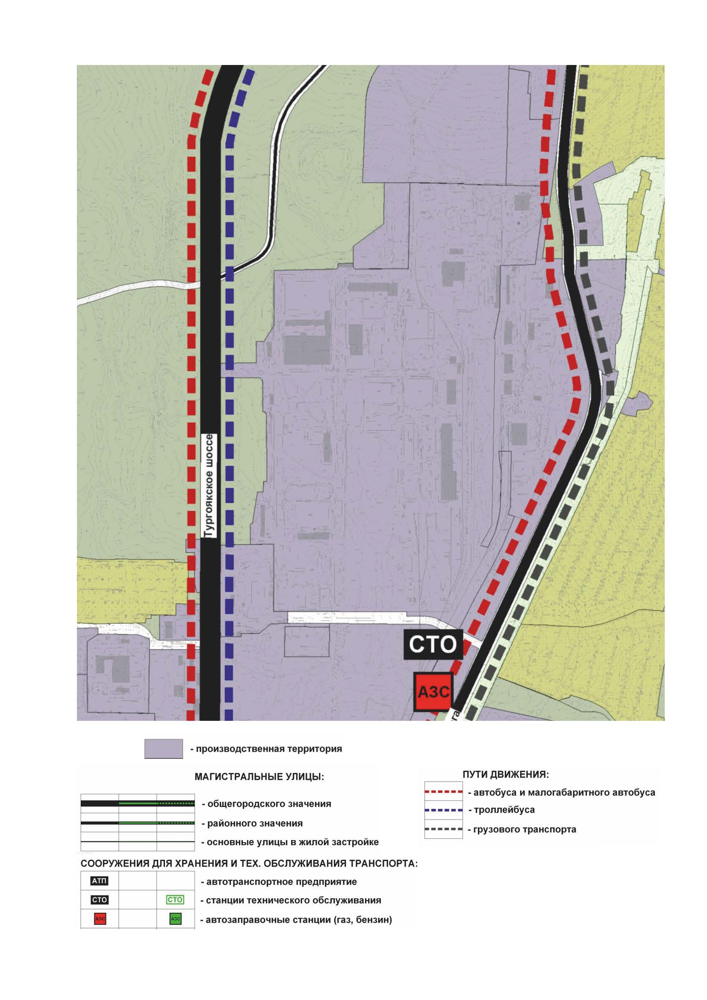 Тургоякское шоссе
СТО
АЗС
га
- производственная территория
МАГИСТРАЛЬНЫЕ УЛИЦЫ:
- общегородского значения
- районного значения
- основные улицы в жилой застройке
ПУТИ ДВИЖЕНИЯ:
- автобуса и малогабаритного автобуса
- троллейбуса
- грузового транспорта
СООРУЖЕНИЯ ДЛЯ ХРАНЕНИЯ И ТЕХ. ОБСЛУЖИВАНИЯ ТРАНСПОРТА:
АТП - автотранспортное предприятие
СТО СТО - станции технического обслуживания
АЗС АЗС - автозаправочные станции (газ, бензин)